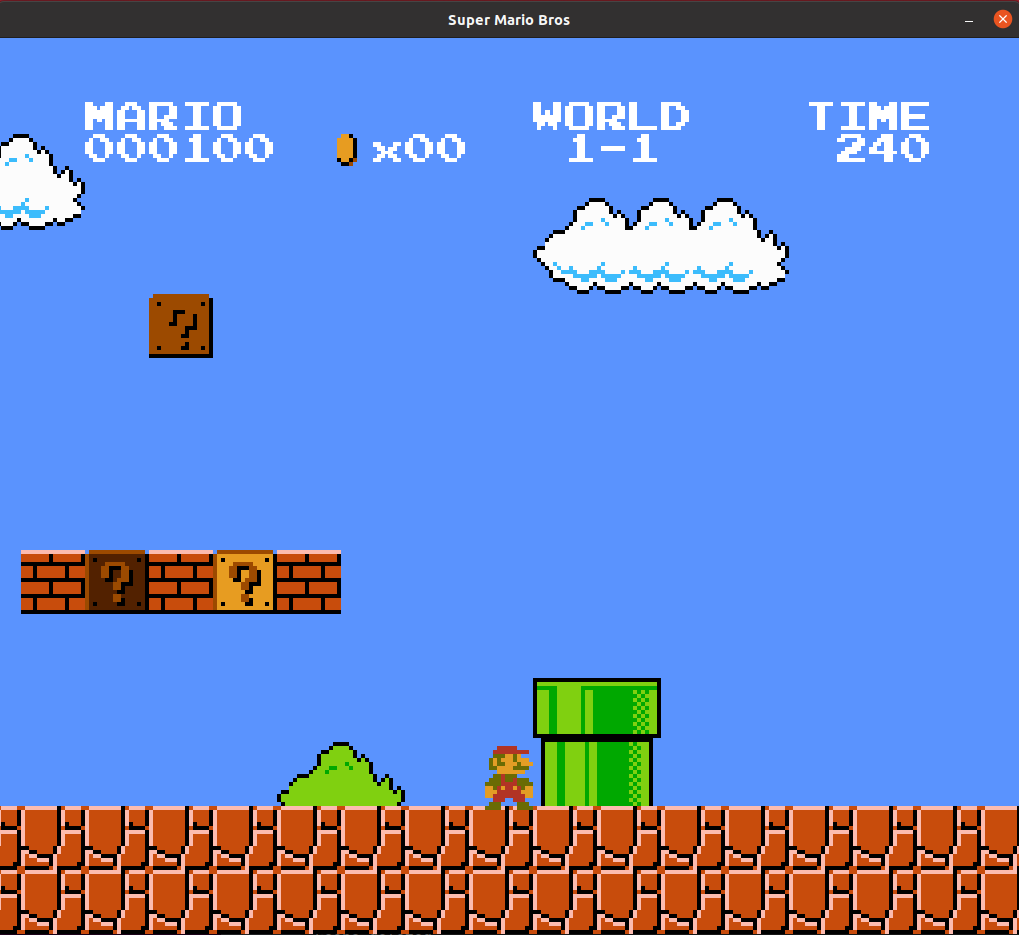 Super Mario Bros
MARIO WORLD TIME
000100 x00 1-1 240
?
? ?